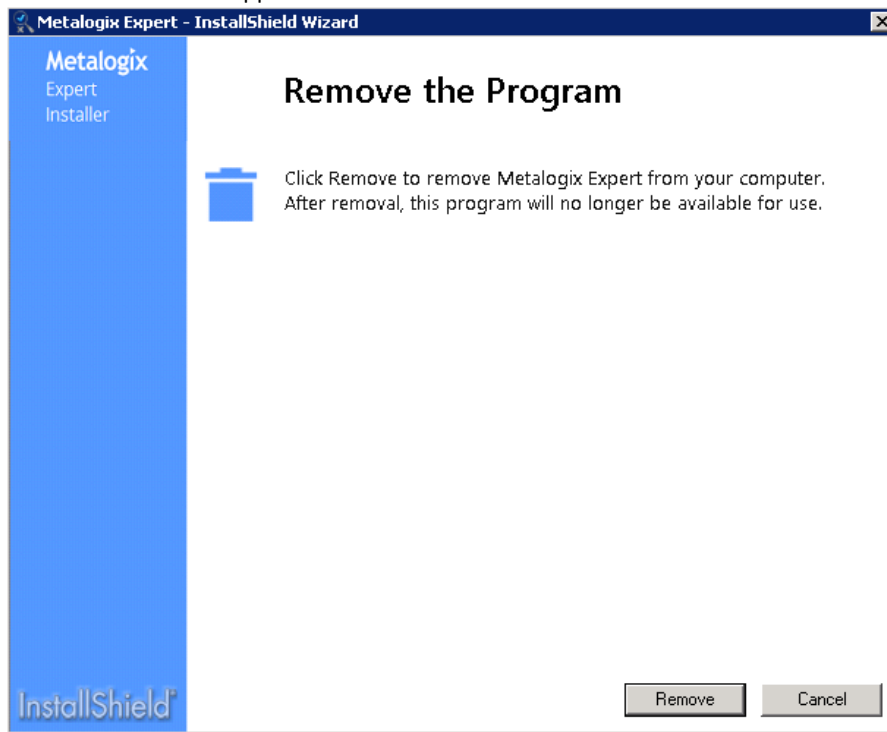 Metalogix Expert - InstallShield Wizard
Metalogix
Expert
Installer
Remove the Program
Click Remove to remove Metalogix Expert from your computer.
After removal, this program will no longer be available for use.
InstallShield®
Remove
Cancel